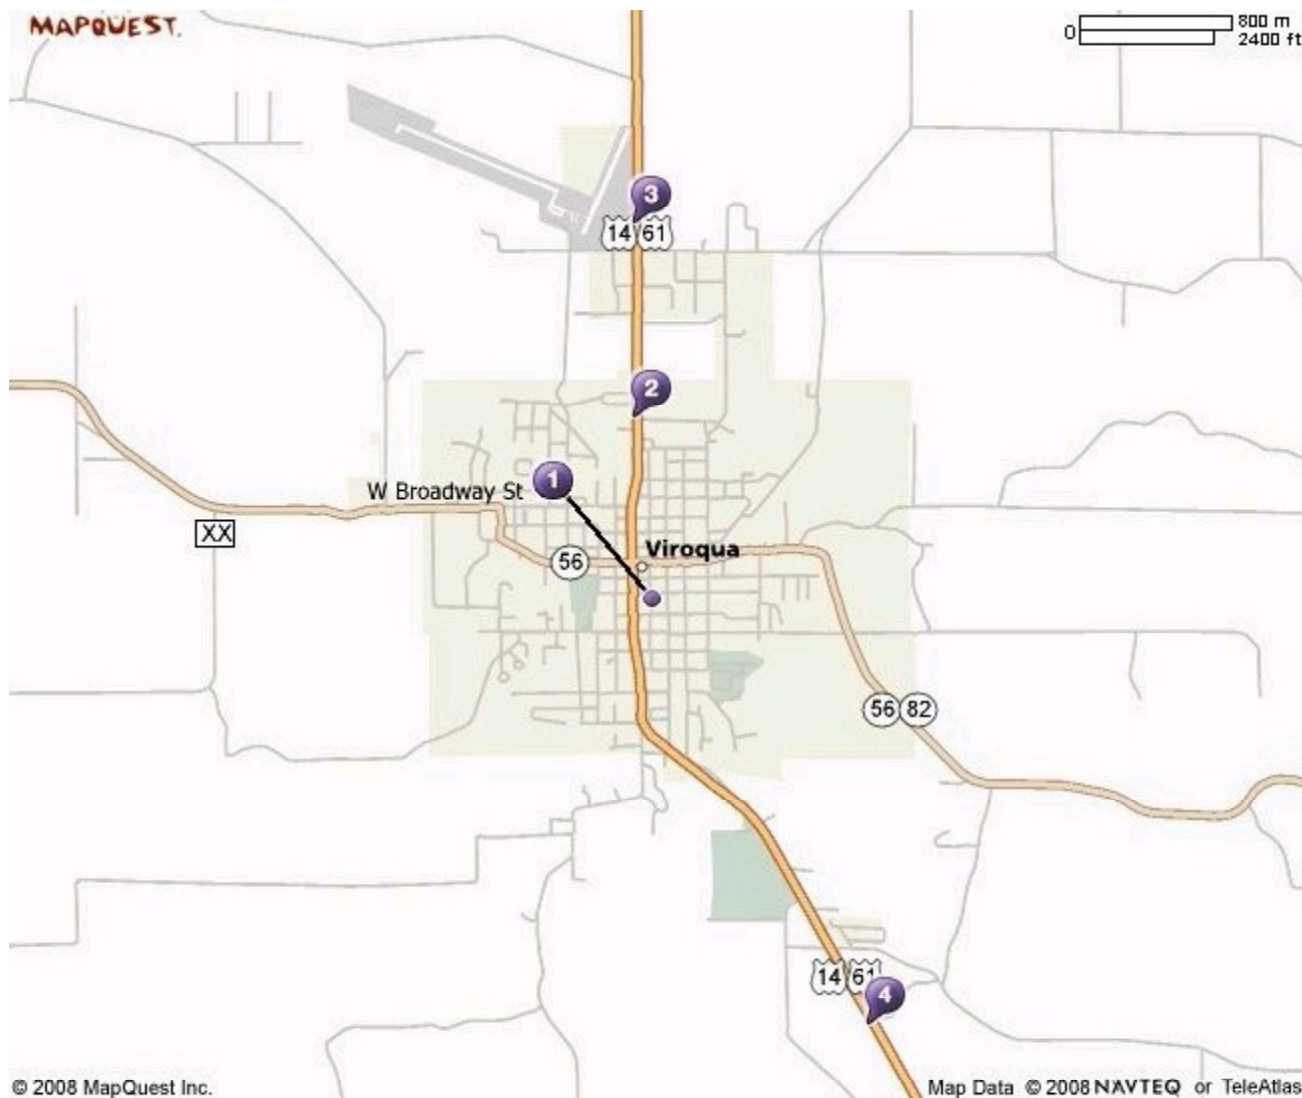 MAPQUEST.
0 800 m
2400 ft
3
14 61
2
1
W Broadway St
XX
Viroqua
56
56 82
14 61
4
© 2008 MapQuest Inc.
Map Data © 2008 NAVTEQ or TeleAtlas